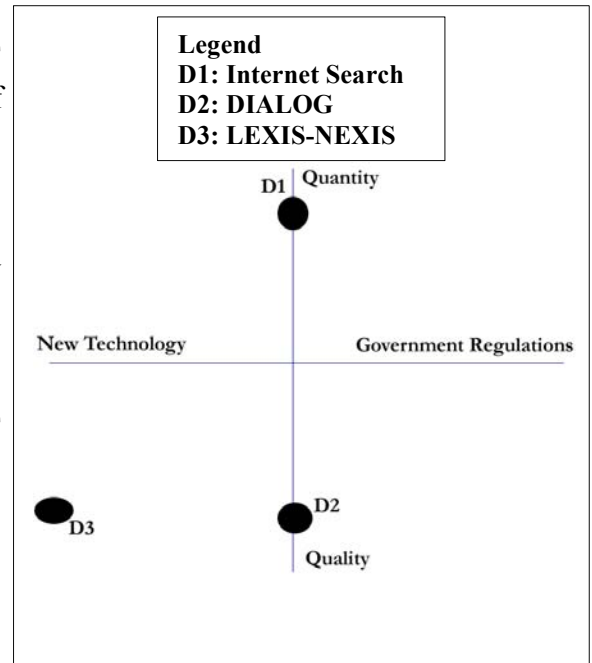 Legend
D1: Internet Search
D2: DIALOG
D3: LEXIS-NEXIS
D1 Quantity
New Technology Government Regulations
D3 D2
Quality